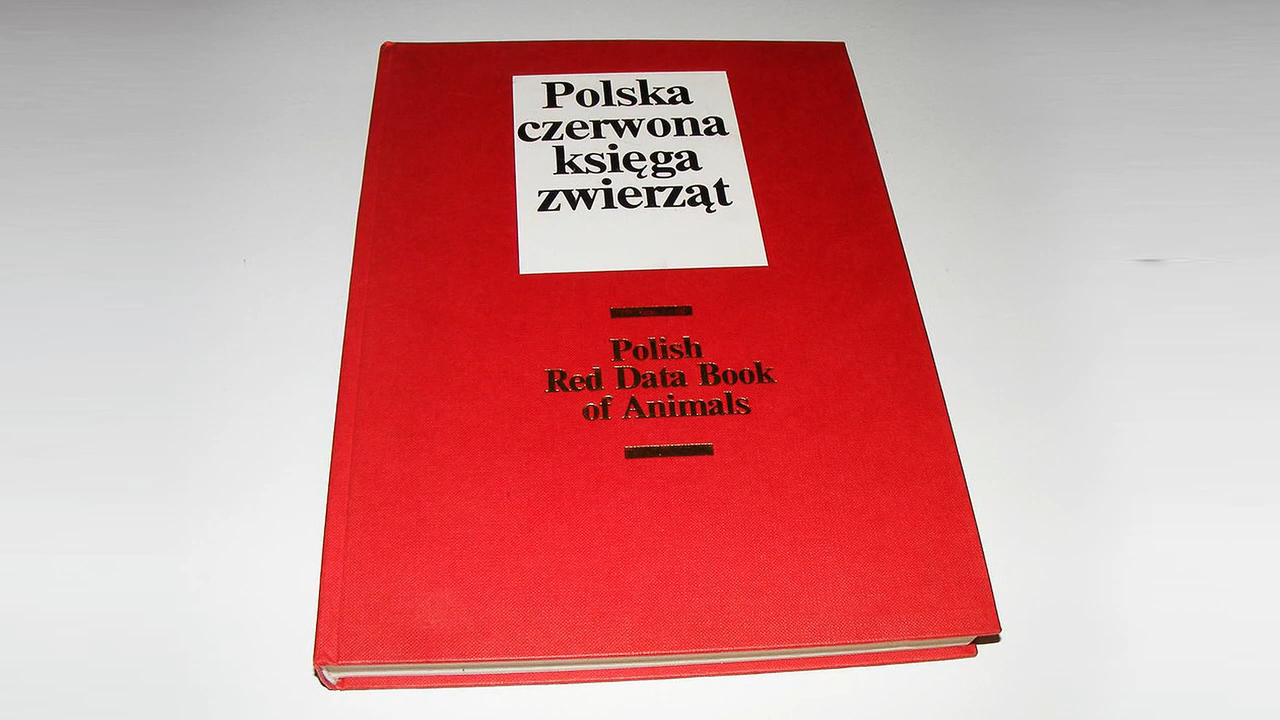 Polska
czerwona
księga
zwierząt
Polish
Red Data Book
of Animals